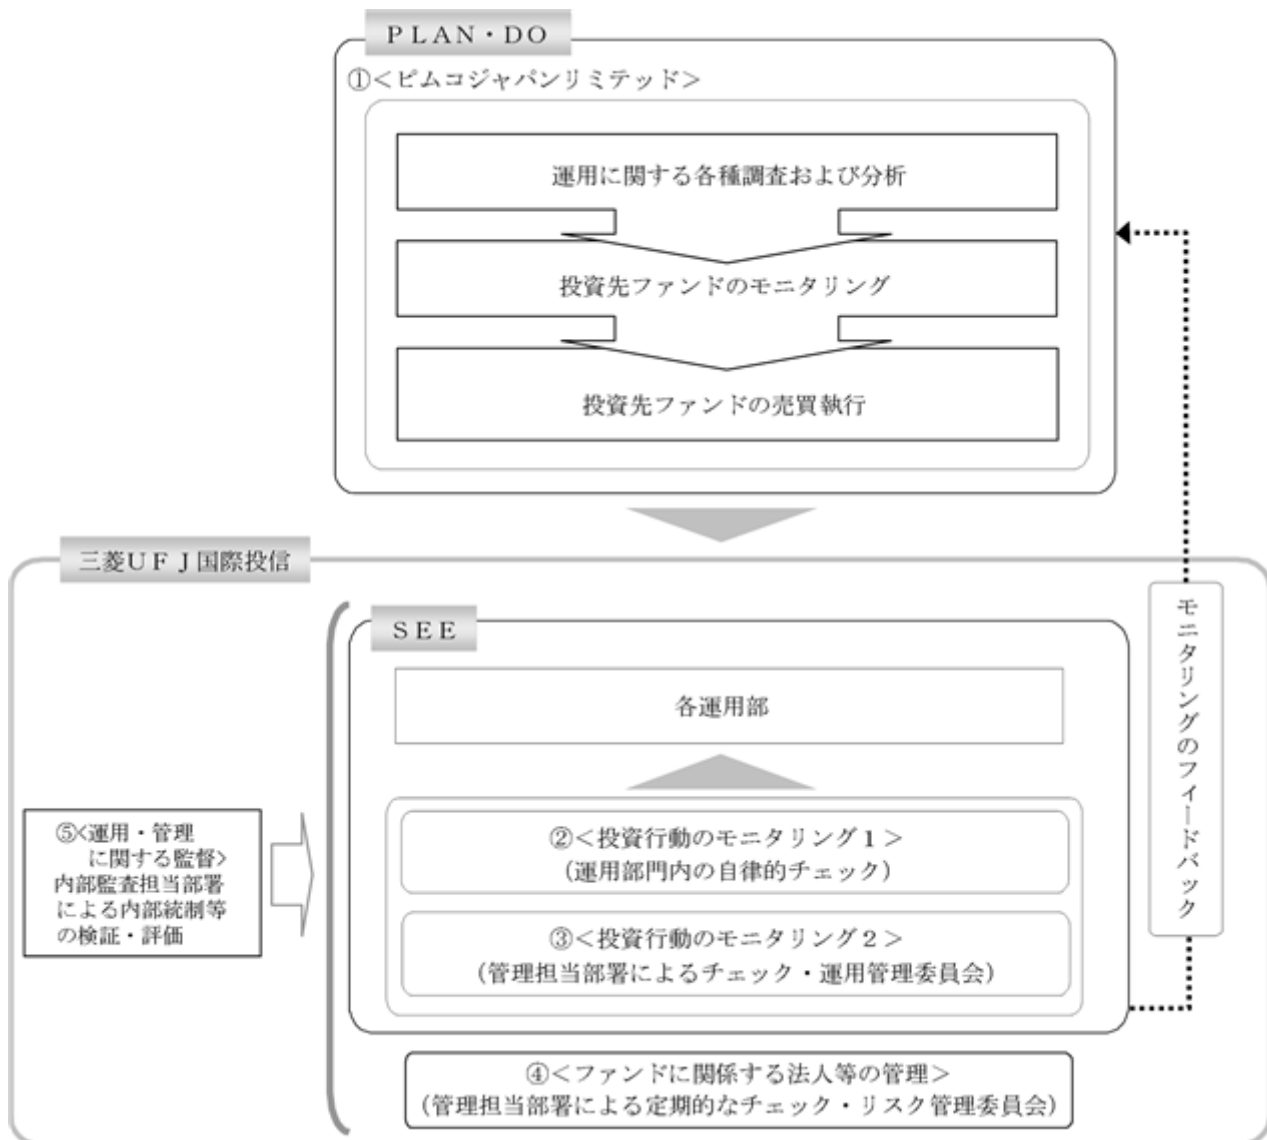 PLAN・DO
①＜ピムコジャパンリミテッド＞
運用に関する各種調査および分析
投資先ファンドのモニタリング
投資先ファンドの売買執行
三菱UFJ国際投信
SEE
各運用部
②＜投資行動のモニタリング１＞
（運用部門内の自律的チェック）
③＜投資行動のモニタリング２＞
（管理担当部署によるチェック・運用管理委員会）
④＜ファンドに関係する法人等の管理＞
（管理担当部署による定期的なチェック・リスク管理委員会）
⑤<運用・管理
に関する監督>
内部監査担当部署
による内部統制等
の検証・評価
モニタリングのフィードバック